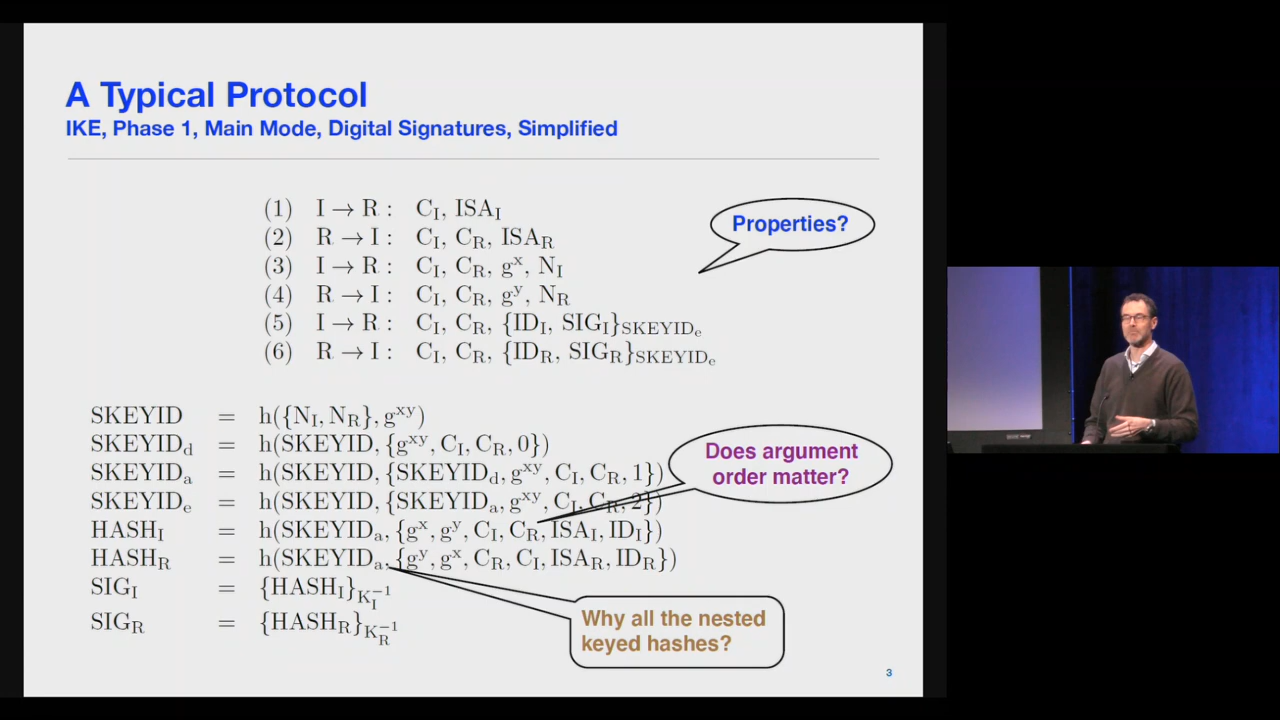 A Typical Protocol
IKE, Phase 1, Main Mode, Digital Signatures, Simplified
(1) I → R : C_I, ISA_I
(2) R → I : C_I, C_R, ISA_R
(3) I → R : C_I, C_R, g^x, N_I
(4) R → I : C_I, C_R, g^y, N_R
(5) I → R : C_I, C_R, {ID_I, SIG_I}_SKEYID_e
(6) R → I : C_I, C_R, {ID_R, SIG_R}_SKEYID_e
Properties?
SKEYID = h({N_I, N_R}, g^xy)
SKEYID_d = h(SKEYID, {g^xy, C_I, C_R, 0})
SKEYID_a = h(SKEYID, {SKEYID_d, g^xy, C_I, C_R, 1})
SKEYID_e = h(SKEYID, {SKEYID_a, g^xy, C_I, C_R, 2})
HASH_I = h(SKEYID_a, {g^x, g^y, C_I, C_R, ISA_I, ID_I})
HASH_R = h(SKEYID_a, {g^y, g^x, C_R, C_I, ISA_R, ID_R})
SIG_I = {HASH_I}_K_I^-1
SIG_R = {HASH_R}_K_R^-1
Does argument
order matter?
Why all the nested
keyed hashes?
3